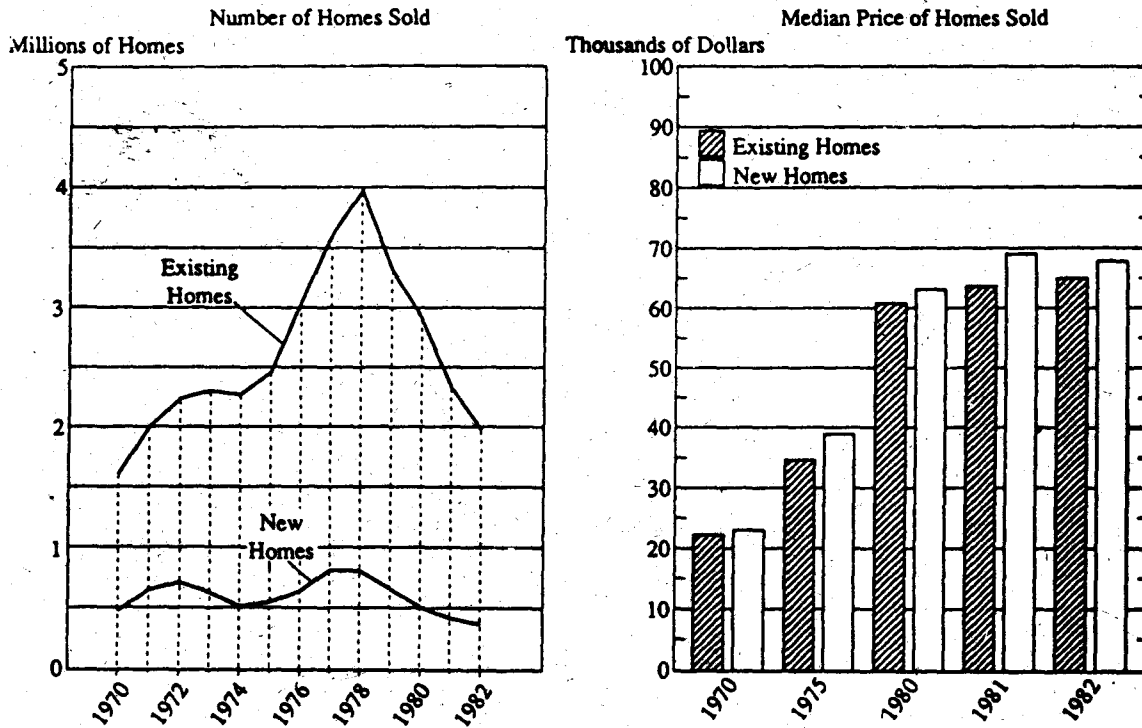 Number of Homes Sold
Millions of Homes
5
4
3
2
1
0
Existing
Homes
New
Homes
1970
1972
1974
1976
1978
1980
1982
Median Price of Homes Sold
Thousands of Dollars
100
90
80
70
60
50
40
30
20
10
0
Existing Homes
New Homes
1970
1975
1980
1981
1982